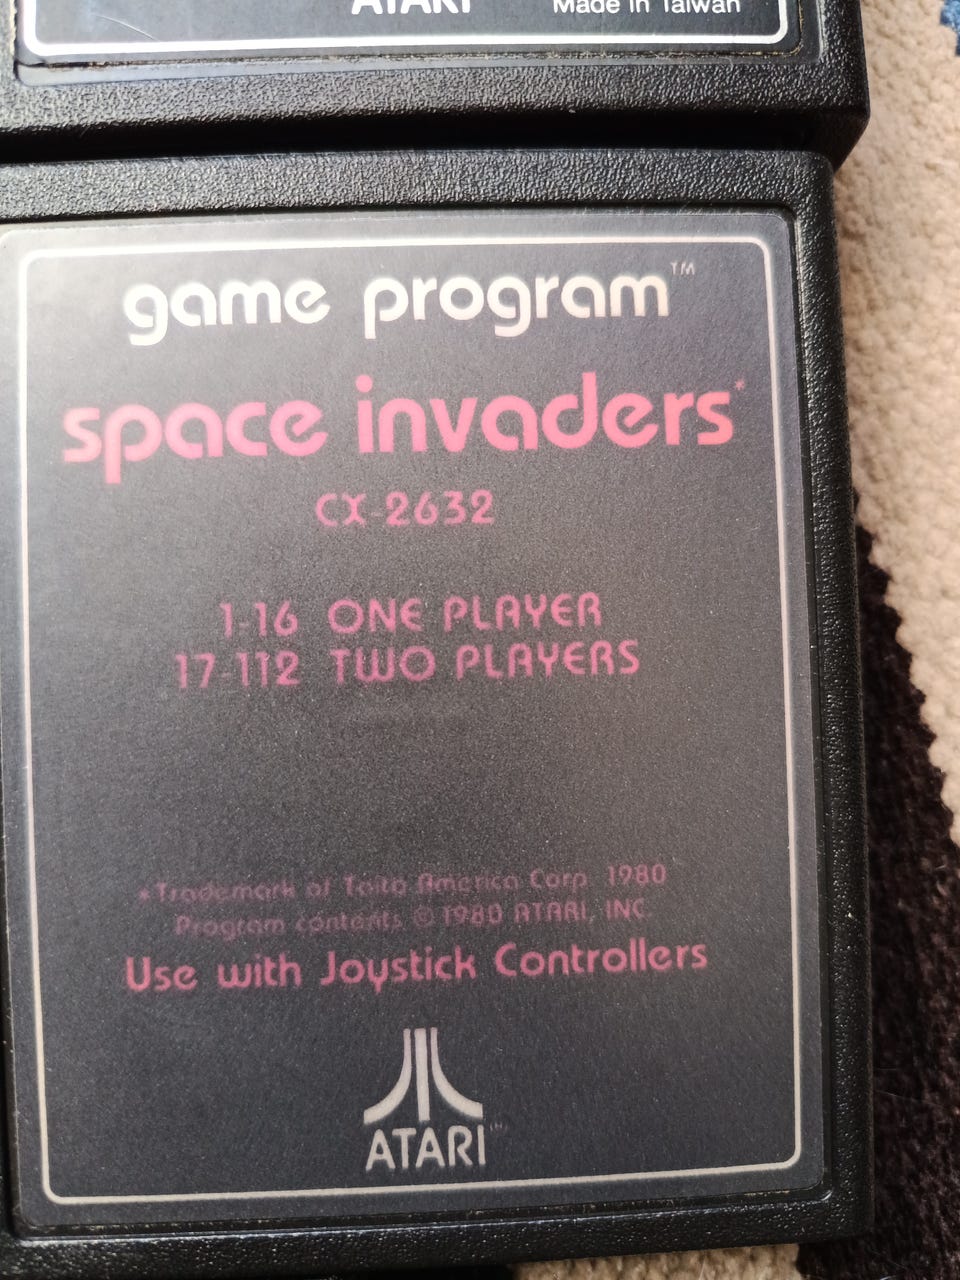 ATARI
Made in Taiwan
game program™
space invaders*
CX-2632
1-16 ONE PLAYER
17-112 TWO PLAYERS
*Trademark of Taito America Corp. 1980
Program contents © 1980 ATARI, INC.
Use with Joystick Controllers
ATARI™